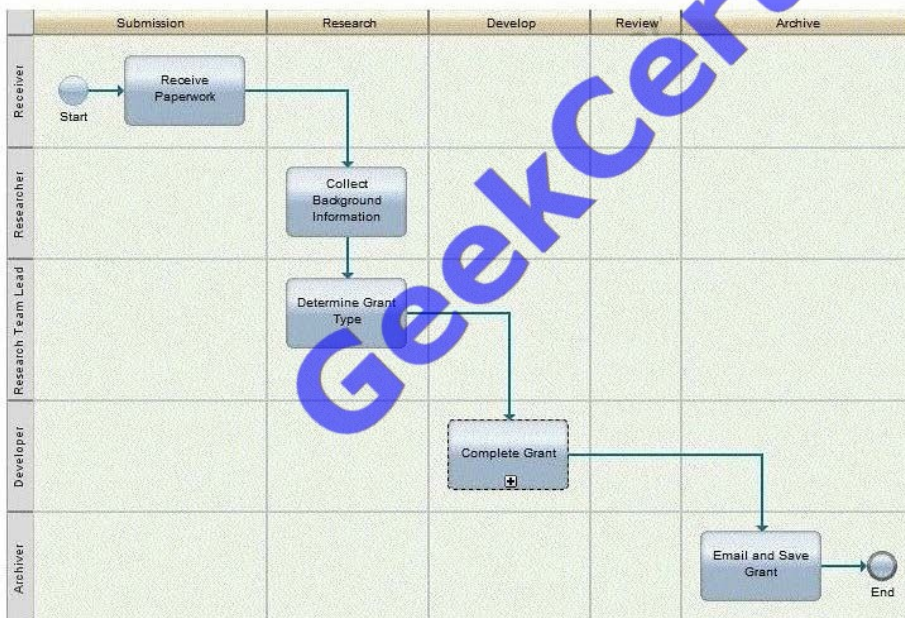 Submission
Research
Develop
Review
Archive
Receiver
Start
Receive
Paperwork
Researcher
Collect
Background
Information
Research Team Lead
Determine Grant
Type
Developer
Complete Grant
Archiver
Email and Save
Grant
End
GeekCert